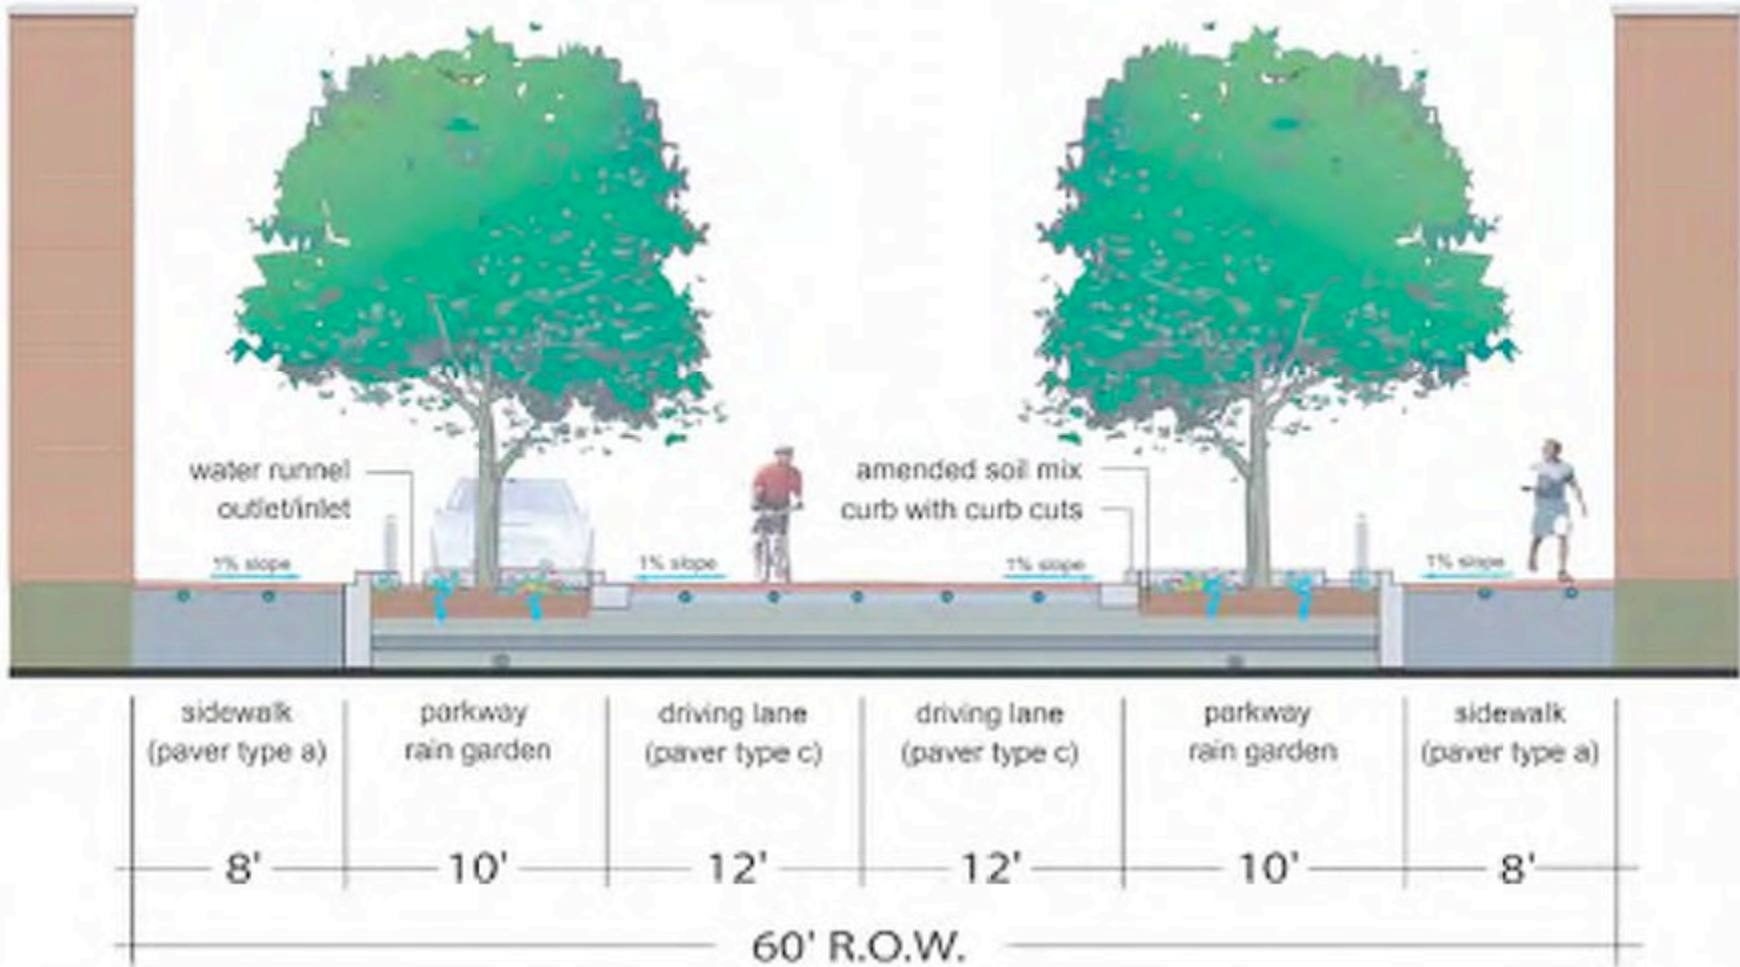 water runnel
outlet/inlet
amended soil mix
curb with curb cuts
1% slope
1% slope
1% slope
1% slope
sidewalk
(paver type a)
parkway
rain garden
driving lane
(paver type c)
driving lane
(paver type c)
parkway
rain garden
sidewalk
(paver type a)
8'
10'
12'
12'
10'
8'
60' R.O.W.